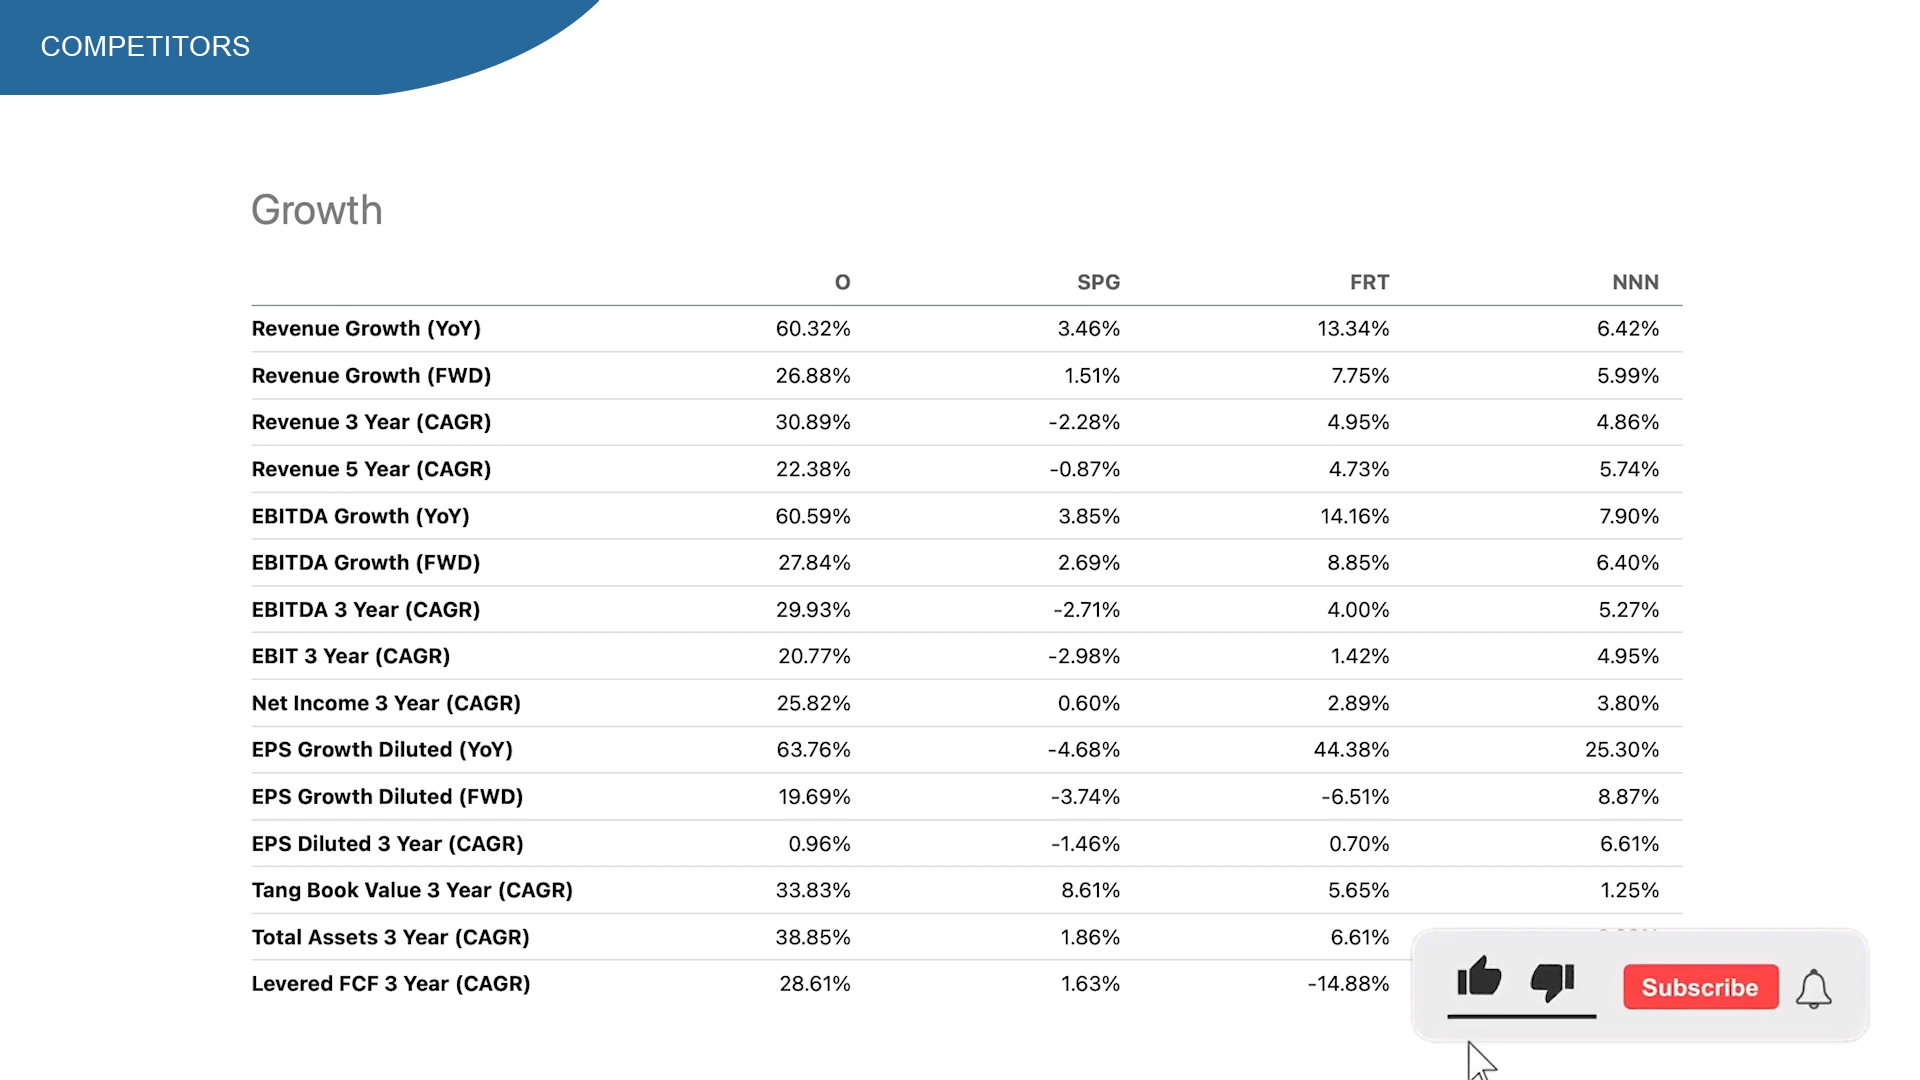 COMPETITORS
Growth
O SPG FRT NNN
Revenue Growth (YoY) 60.32% 3.46% 13.34% 6.42%
Revenue Growth (FWD) 26.88% 1.51% 7.75% 5.99%
Revenue 3 Year (CAGR) 30.89% -2.28% 4.95% 4.86%
Revenue 5 Year (CAGR) 22.38% -0.87% 4.73% 5.74%
EBITDA Growth (YoY) 60.59% 3.85% 14.16% 7.90%
EBITDA Growth (FWD) 27.84% 2.69% 8.85% 6.40%
EBITDA 3 Year (CAGR) 29.93% -2.71% 4.00% 5.27%
EBIT 3 Year (CAGR) 20.77% -2.98% 1.42% 4.95%
Net Income 3 Year (CAGR) 25.82% 0.60% 2.89% 3.80%
EPS Growth Diluted (YoY) 63.76% -4.68% 44.38% 25.30%
EPS Growth Diluted (FWD) 19.69% -3.74% -6.51% 8.87%
EPS Diluted 3 Year (CAGR) 0.96% -1.46% 0.70% 6.61%
Tang Book Value 3 Year (CAGR) 33.83% 8.61% 5.65% 1.25%
Total Assets 3 Year (CAGR) 38.85% 1.86% 6.61%
Levered FCF 3 Year (CAGR) 28.61% 1.63% -14.88%
Subscribe